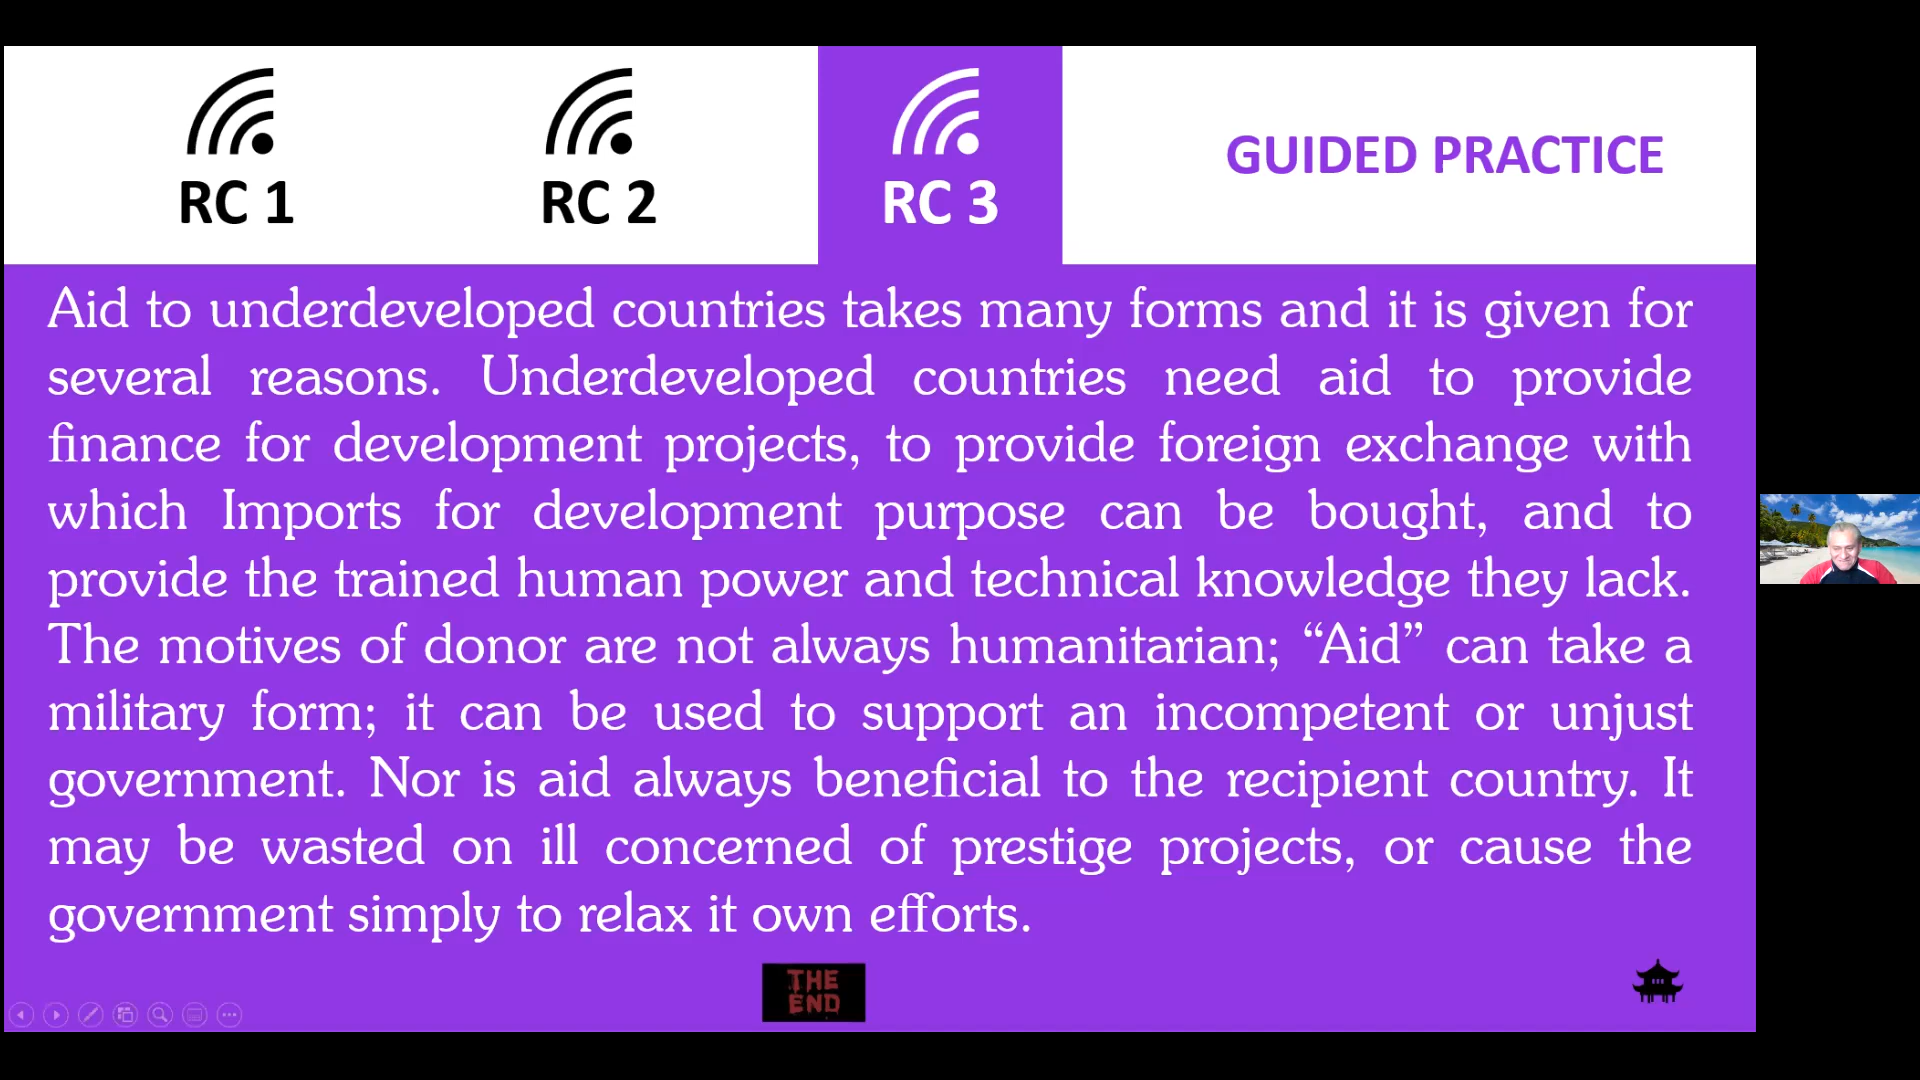 RC 1
RC 2
RC 3
GUIDED PRACTICE
Aid to underdeveloped countries takes many forms and it is given for
several reasons. Underdeveloped countries need aid to provide
finance for development projects, to provide foreign exchange with
which Imports for development purpose can be bought, and to
provide the trained human power and technical knowledge they lack.
The motives of donor are not always humanitarian; “Aid” can take a
military form; it can be used to support an incompetent or unjust
government. Nor is aid always beneficial to the recipient country. It
may be wasted on ill concerned of prestige projects, or cause the
government simply to relax it own efforts.
THE
END